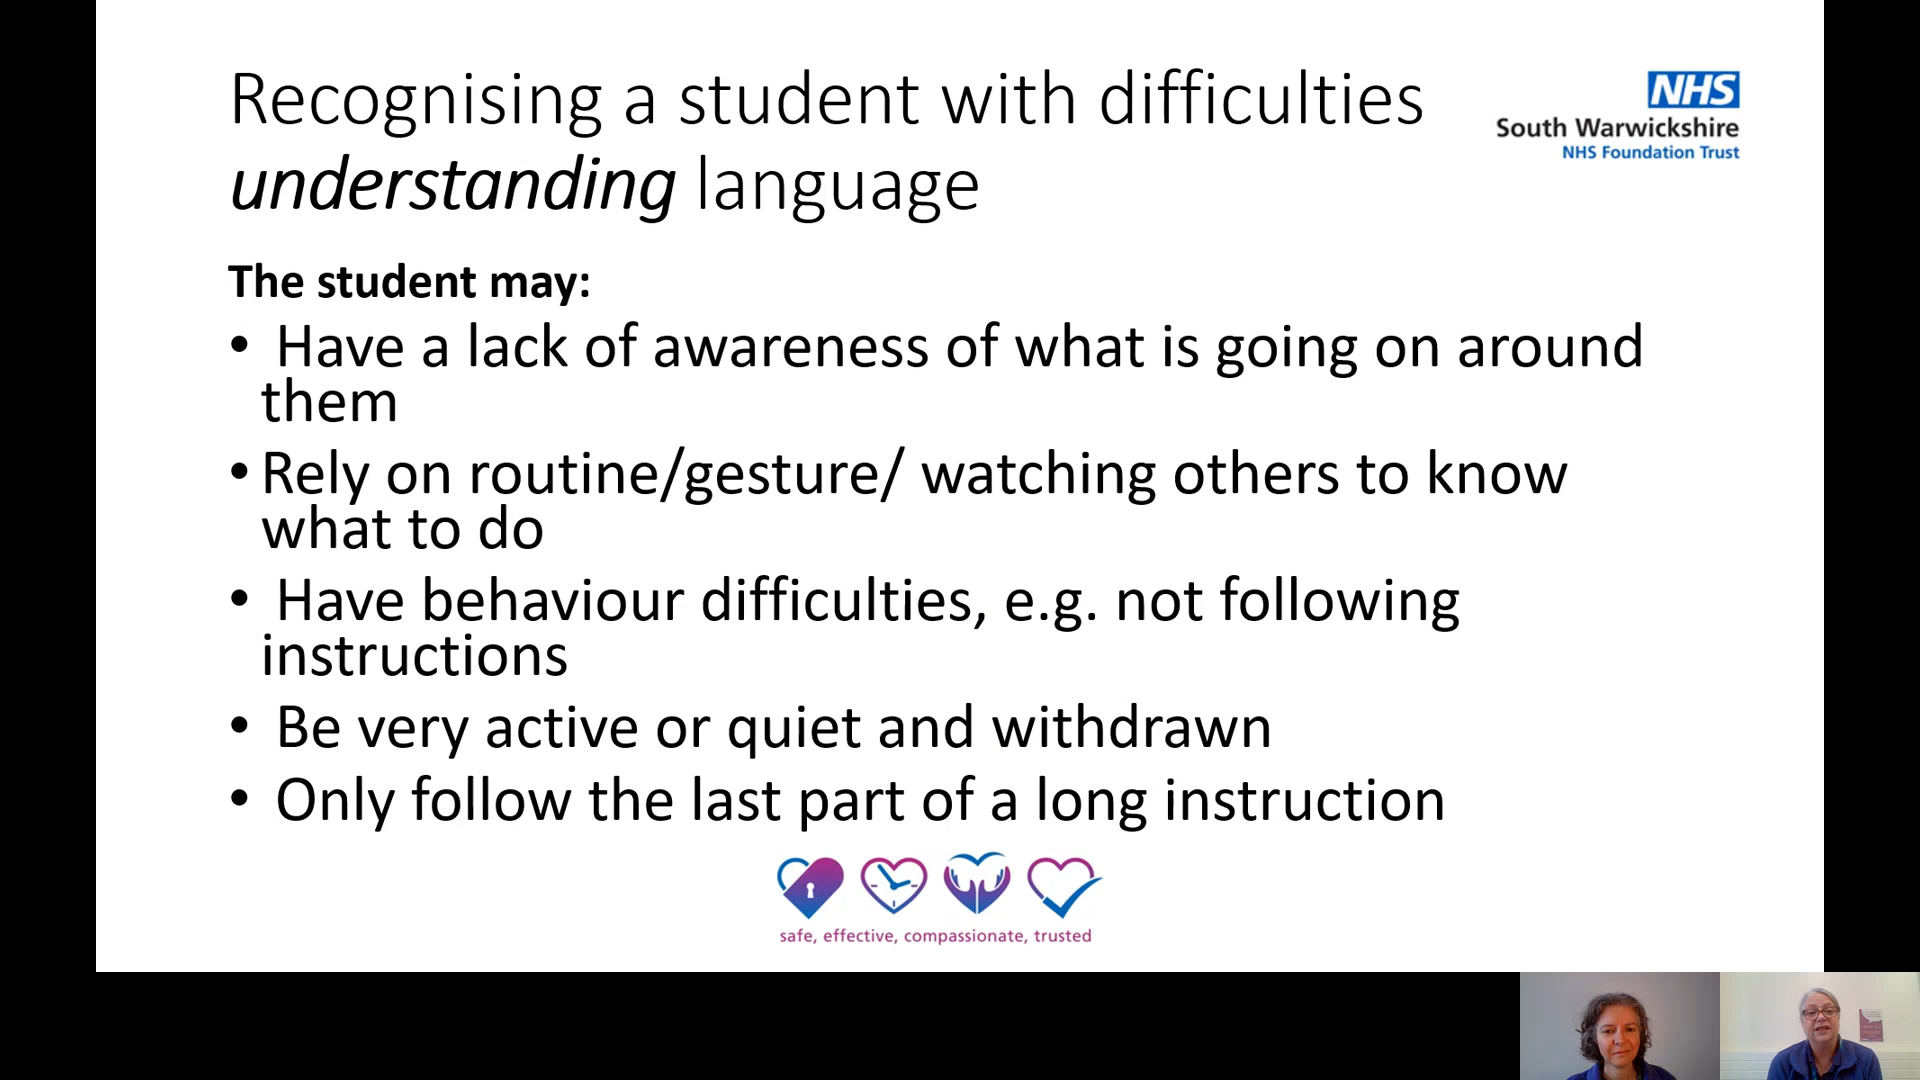 Recognising a student with difficulties
understanding language
NHS
South Warwickshire
NHS Foundation Trust
The student may:
• Have a lack of awareness of what is going on around
them
• Rely on routine/gesture/ watching others to know
what to do
• Have behaviour difficulties, e.g. not following
instructions
• Be very active or quiet and withdrawn
• Only follow the last part of a long instruction
safe, effective, compassionate, trusted